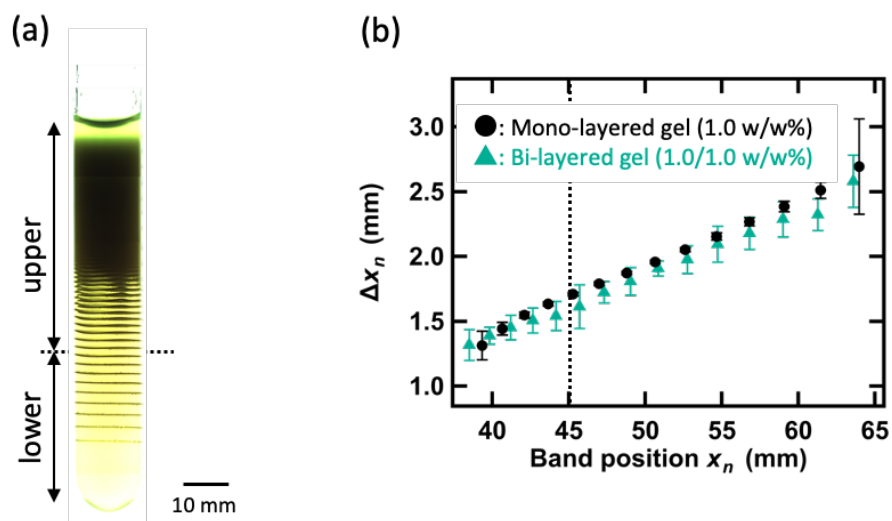 (a)
upper
lower
10 mm
(b)
●: Mono-layered gel (1.0 w/w%)
▲: Bi-layered gel (1.0/1.0 w/w%)
Δxₙ (mm)
3.0
2.5
2.0
1.5
1.0
40 45 50 55 60 65
Band position xₙ (mm)